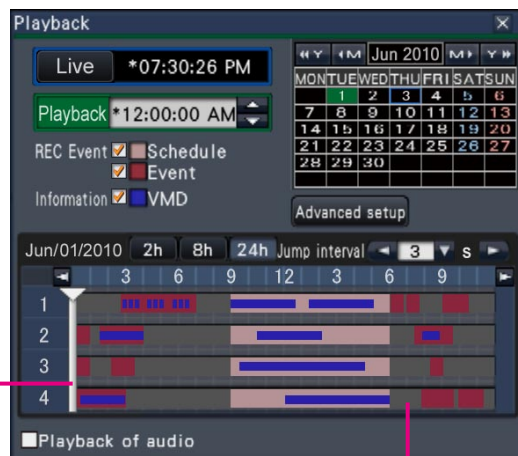 Playback
Live *07:30:26 PM
Playback *12:00:00 AM
REC Event Schedule
Event
Information VMD
Y M Jun 2010 M Y
MON TUE WED THU FRI SAT SUN
1 2 3 4 5 6
7 8 9 10 11 12 13
14 15 16 17 18 19 20
21 22 23 24 25 26 27
28 29 30
Advanced setup
Jun/01/2010 2h 8h 24h Jump interval 3 s
3 6 9 12 3 6 9
1
2
3
4
Playback of audio